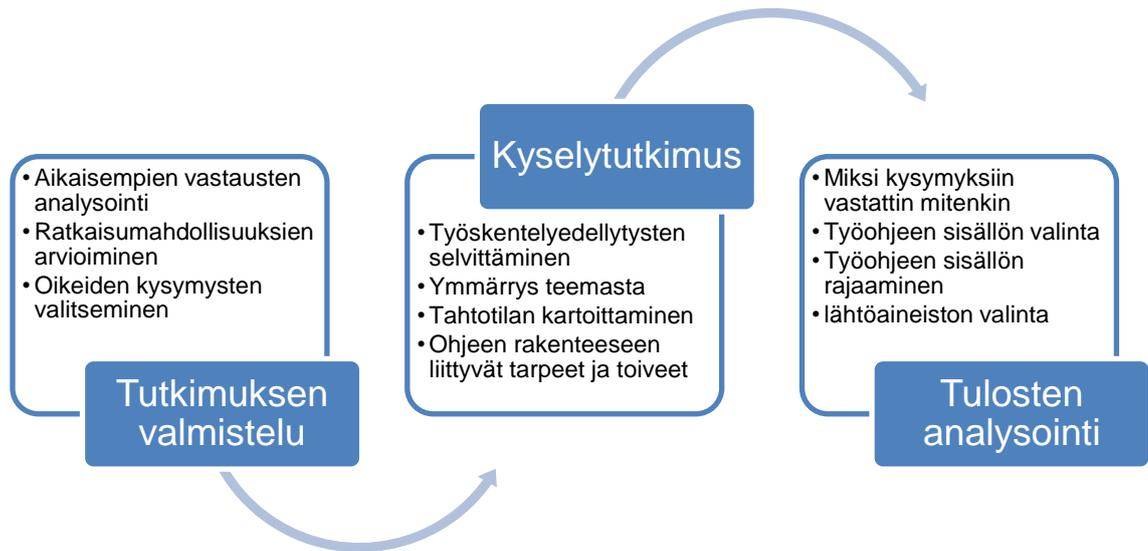 • Aikaisempien vastausten
analysointi
• Ratkaisumahdollisuuksien
arvioiminen
• Oikeiden kysymysten
valitseminen
Tutkimuksen
valmistelu
Kyselytutkimus
• Työskentelyedellytysten
selvittäminen
• Ymmärrys teemasta
• Tahtotilan kartoittaminen
• Ohjeen rakenteeseen
liittyvät tarpeet ja toiveet
• Miksi kysymyksiin
vastattin mitenkin
• Työohjeen sisällön valinta
• Työohjeen sisällön
rajaaminen
• lähtöaineiston valinta
Tulosten
analysointi